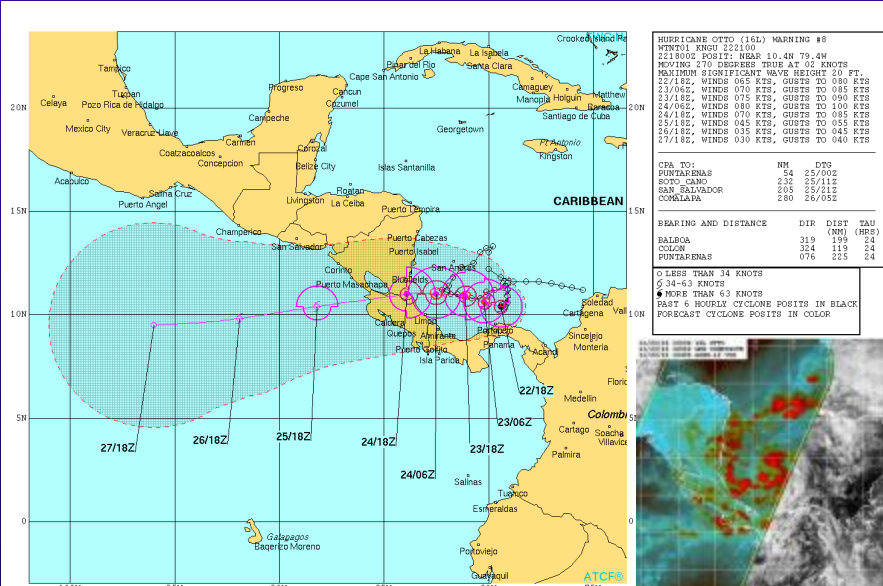 HURRICANE OTTO (16L) WARNING #8
WTNT01 KNGU 222100
221800Z POSIT: NEAR 10.4N 79.4W
MOVING 270 DEGREES TRUE AT 02 KNOTS
MAXIMUM SIGNIFICANT WAVE HEIGHT 20 FT.
22/18Z, WINDS 065 KTS, GUSTS TO 080 KTS
23/06Z, WINDS 070 KTS, GUSTS TO 085 KTS
23/18Z, WINDS 075 KTS, GUSTS TO 090 KTS
24/06Z, WINDS 080 KTS, GUSTS TO 100 KTS
24/18Z, WINDS 070 KTS, GUSTS TO 085 KTS
25/18Z, WINDS 045 KTS, GUSTS TO 055 KTS
26/18Z, WINDS 035 KTS, GUSTS TO 045 KTS
27/18Z, WINDS 030 KTS, GUSTS TO 040 KTS
CPA TO: NM DTG
PUNTARENAS 54 25/00Z
SOTO_CANO 232 25/11Z
SAN_SALVADOR 205 25/21Z
COMALAPA 280 26/05Z
BEARING AND DISTANCE DIR DIST TAU
(NM) (HRS)
BALBOA 319 199 24
COLON 324 119 24
PUNTARENAS 076 225 24
LESS THAN 34 KNOTS
34-63 KNOTS
MORE THAN 63 KNOTS
PAST 6 HOURLY CYCLONE POSITS IN BLACK
FORECAST CYCLONE POSITS IN COLOR
Crooked Island
La Habana
La Isabela
Pinar del Rio
Santa Clara
Tampico
Cape San Antonio
Progreso
Cancun
Camaguey
Tuxpan
Celaya
Pozo Rica de Hidalgo
Cozumel
Manopla
Holguin
Matthew
Baracoa
20N
Campeche
Santiago de Cuba
Mexico City
Veracruz-Llave
Georgetown
Carmen
Coatzacoalcos
Corozal
Pt Antonio
Concepcion
Belize City
Islas Santanilla
Kingston
Acapulco
Salina Cruz
Roatan
Puerto Angel
Livingston
La Ceiba
CARIBBEAN
15N
Puerto Lempira
Champerico
Puerto Cabezas
San Salvador
Puerto Isabel
Corinto
San Andres
Puerto Masachapa
Bluefields
Soledad
10N
Cartagena
Caldera
Limon
Quepos
Almirante
Portobelo
Sincelejo
Puerto Golfito
Panama
Acandi
Monteria
Isla Parida
22/18Z
Medellin
5N
23/06Z
Cartago
Soacha
27/18Z
26/18Z
25/18Z
24/18Z
23/18Z
Palmira
24/06Z
Salinas
Tumaco
Esmeraldas
0
0
Galapagos
Baqerizo Moreno
Portoviejo
Guayaquil
ATCF®